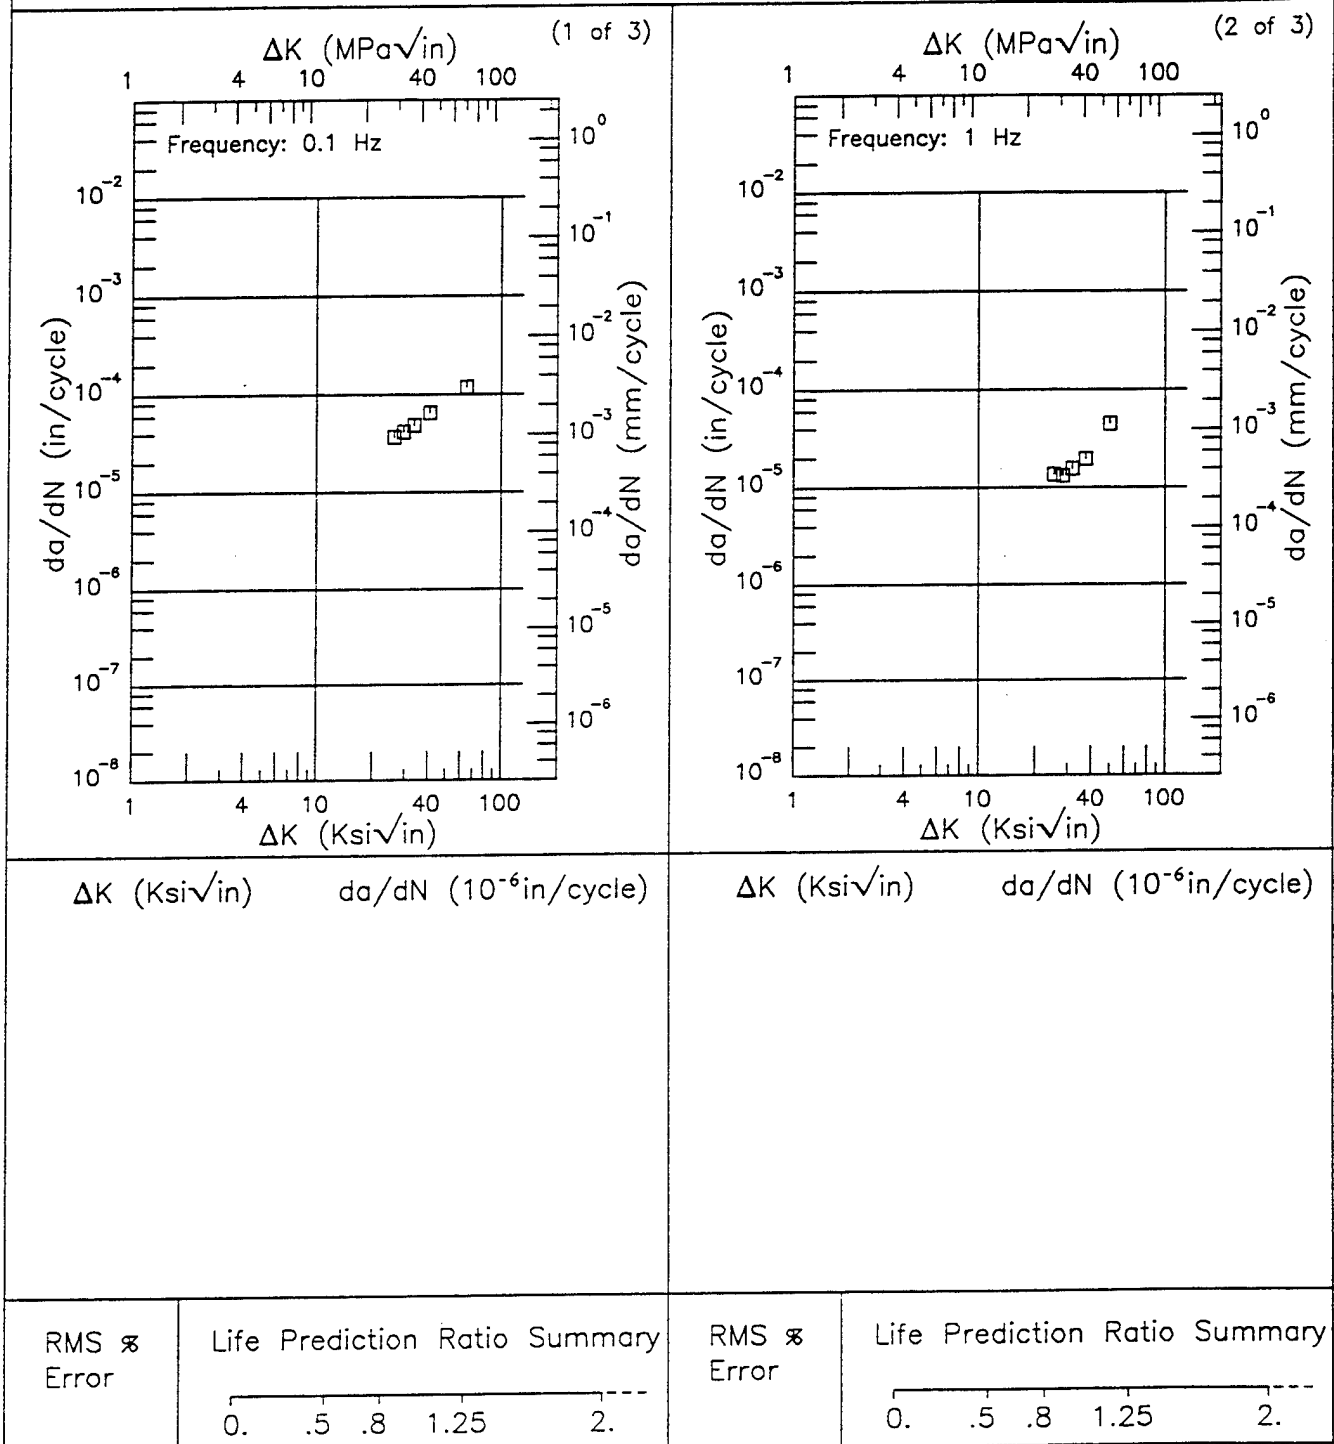 (1 of 3)
ΔK (MPa√in)
1 4 10 40 100
Frequency: 0.1 Hz
10⁻²
10⁻³
10⁻⁴
10⁻⁵
10⁻⁶
10⁻⁷
10⁻⁸
da/dN (in/cycle)
10⁰
10⁻¹
10⁻²
10⁻³
10⁻⁴
10⁻⁵
10⁻⁶
da/dN (mm/cycle)
1 4 10 40 100
ΔK (Ksi√in)
ΔK (Ksi√in) da/dN (10⁻⁶in/cycle)
RMS %
Error
Life Prediction Ratio Summary
0. .5 .8 1.25 2.
(2 of 3)
ΔK (MPa√in)
1 4 10 40 100
Frequency: 1 Hz
10⁻²
10⁻³
10⁻⁴
10⁻⁵
10⁻⁶
10⁻⁷
10⁻⁸
da/dN (in/cycle)
10⁰
10⁻¹
10⁻²
10⁻³
10⁻⁴
10⁻⁵
10⁻⁶
da/dN (mm/cycle)
1 4 10 40 100
ΔK (Ksi√in)
ΔK (Ksi√in) da/dN (10⁻⁶in/cycle)
RMS %
Error
Life Prediction Ratio Summary
0. .5 .8 1.25 2.